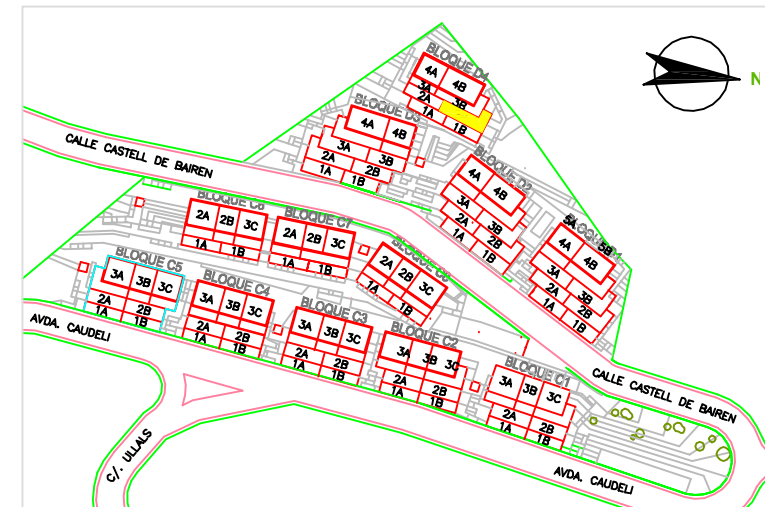 BLOQUE D4
4A 4B
3A 3B
2A
1A 1B
N
BLOQUE D3
4A 4B
3A 3B
2A 2B
1A 1B
CALLE CASTELL DE BAIREN
BLOQUE D2
4A 4B
3A 3B
2A 2B
1A 1B
5A 5B
4A 4B
3A 3B
2A 2B
1A 1B
BLOQUE C7
2A 2B 3C
1A 1B
2A 2B 3C
1A 1B
2A 2B 3C
1A 1B
BLOQUE C5
3A 3B 3C
2A 2B
1A 1B
BLOQUE C4
3A 3B 3C
2A 2B
1A 1B
BLOQUE C3
3A 3B 3C
2A 2B
1A 1B
BLOQUE C2
3A 3B 3C
2A 2B
1A 1B
BLOQUE C1
3A 3B 3C
2A 2B
1A 1B
AVDA. CAUDELI
CALLE CASTELL DE BAIREN
C/. ULLALS
AVDA. CAUDELI